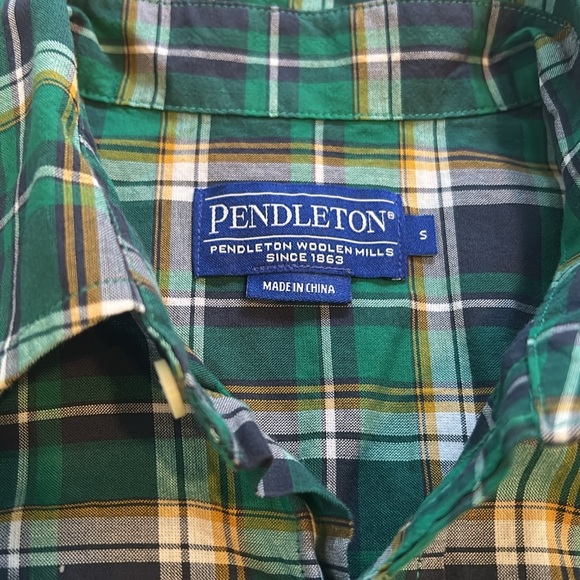 PENDLETON®
PENDLETON WOOLEN MILLS
SINCE 1863
S
MADE IN CHINA